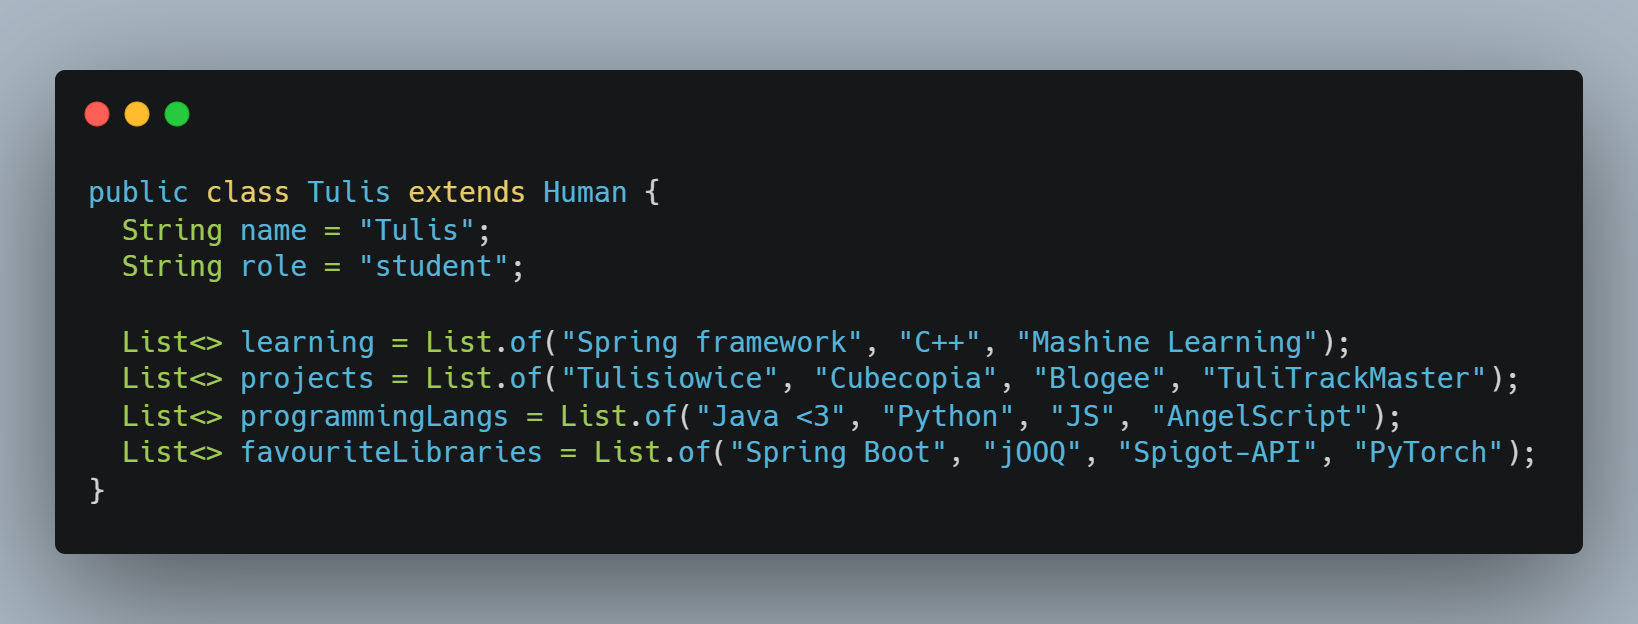 public class Tulis extends Human {
  String name = "Tulis";
  String role = "student";

  List<> learning = List.of("Spring framework", "C++", "Mashine Learning");
  List<> projects = List.of("Tulisiowice", "Cubecopia", "Blogee", "TuliTrackMaster");
  List<> programmingLangs = List.of("Java <3", "Python", "JS", "AngelScript");
  List<> favouriteLibraries = List.of("Spring Boot", "jOOQ", "Spigot-API", "PyTorch");
}